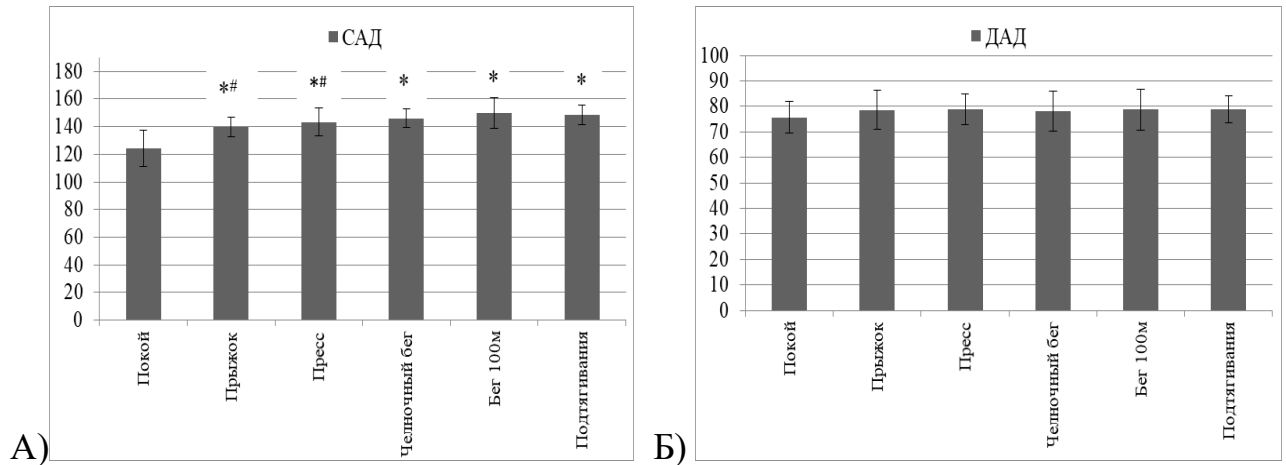 САД
180
160
140
120
100
80
60
40
20
0
*#
*#
*
*
*
Покой
Прыжок
Пресс
Челночный бег
Бег 100м
Подтягивания
А)
ДАД
100
90
80
70
60
50
40
30
20
10
0
Покой
Прыжок
Пресс
Челночный бег
Бег 100м
Подтягивания
Б)